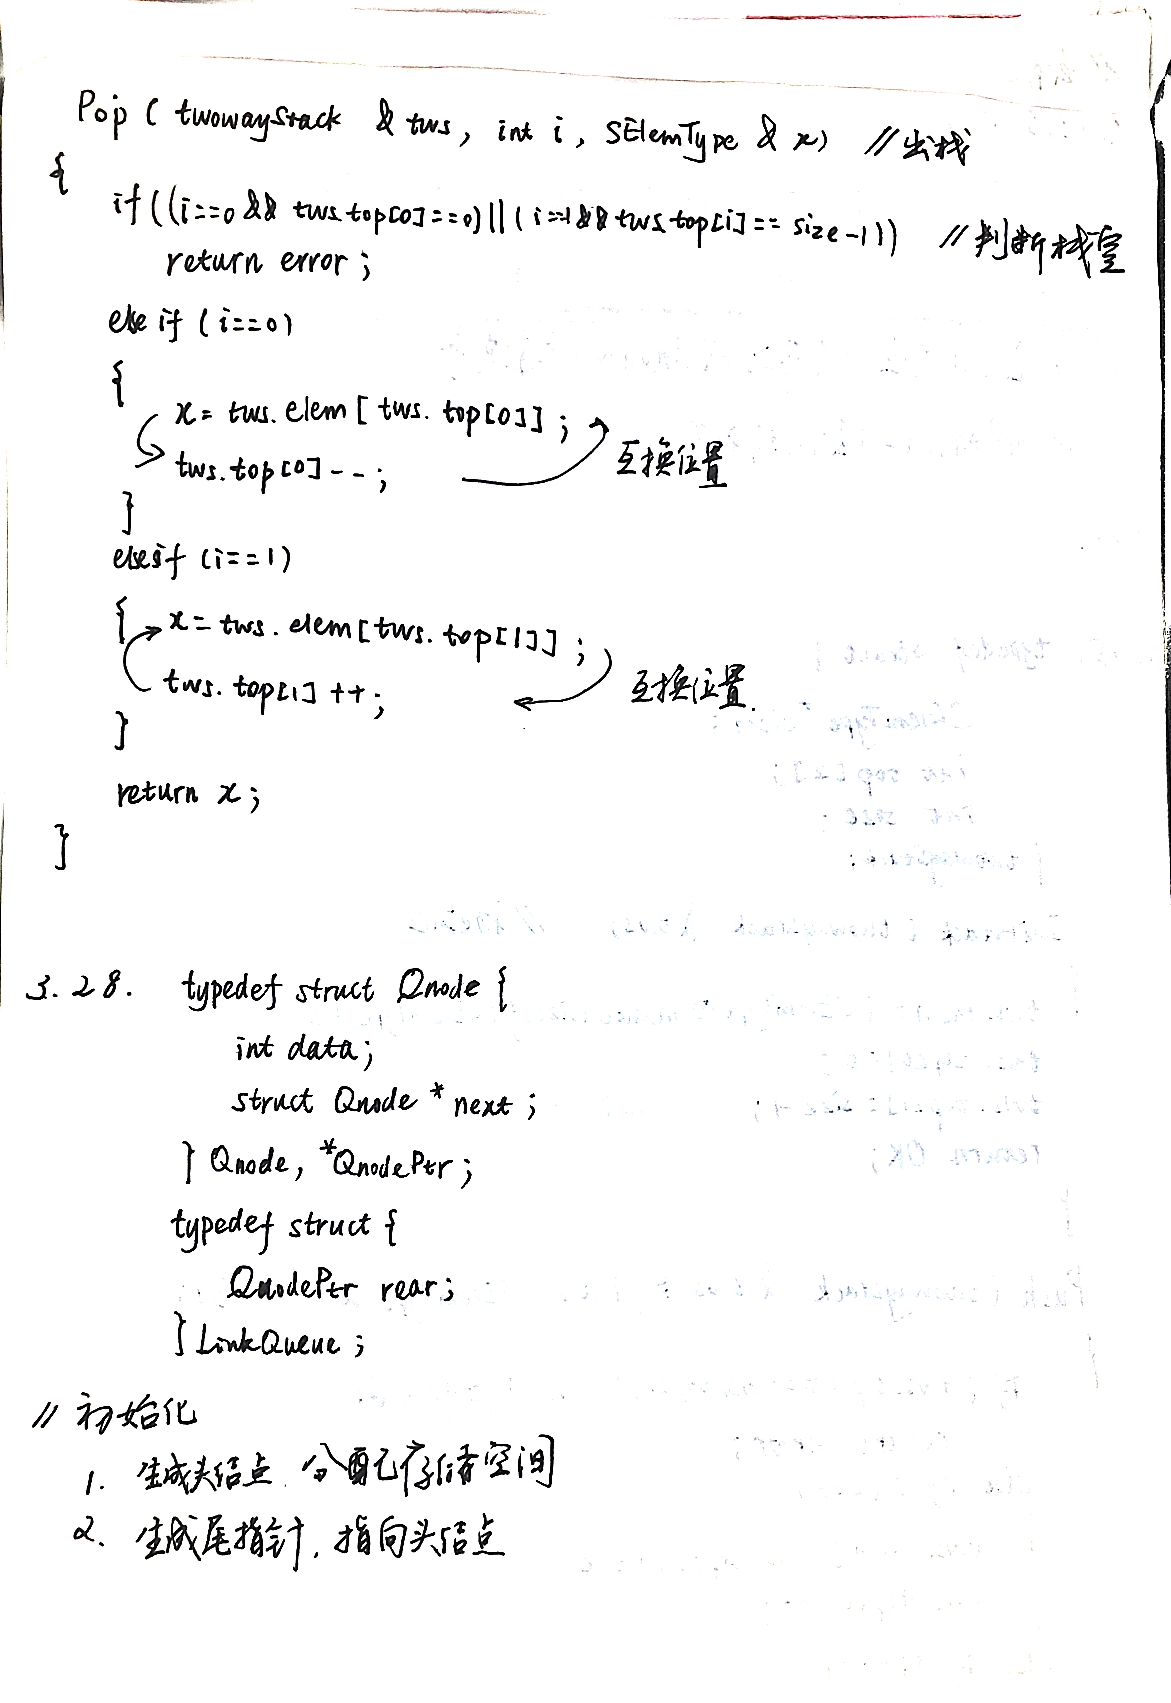 Pop ( twowayStack & tws, int i, SElemType & x) //出栈
{
if((i==0 && tws.top[0]==0)||(i==1&&tws.top[i]== size-1)) //判断栈空
return error;
else if (i==0)
{
x= tws.elem[ tws. top[0]];
tws.top[0]--; 互换位置
}
else if (i==1)
{
x= tws. elem[tws. top[1]];
tws. top[1] ++; 互换位置.
}
return x;
}
3.28. typedef struct Qnode {
int data;
struct Qnode * next;
} Qnode, *QnodePtr;
typedef struct {
QnodePtr rear;
} LinkQueue;
// 初始化
1. 生成头结点.分配存储空间
2. 生成尾指针.指向头结点